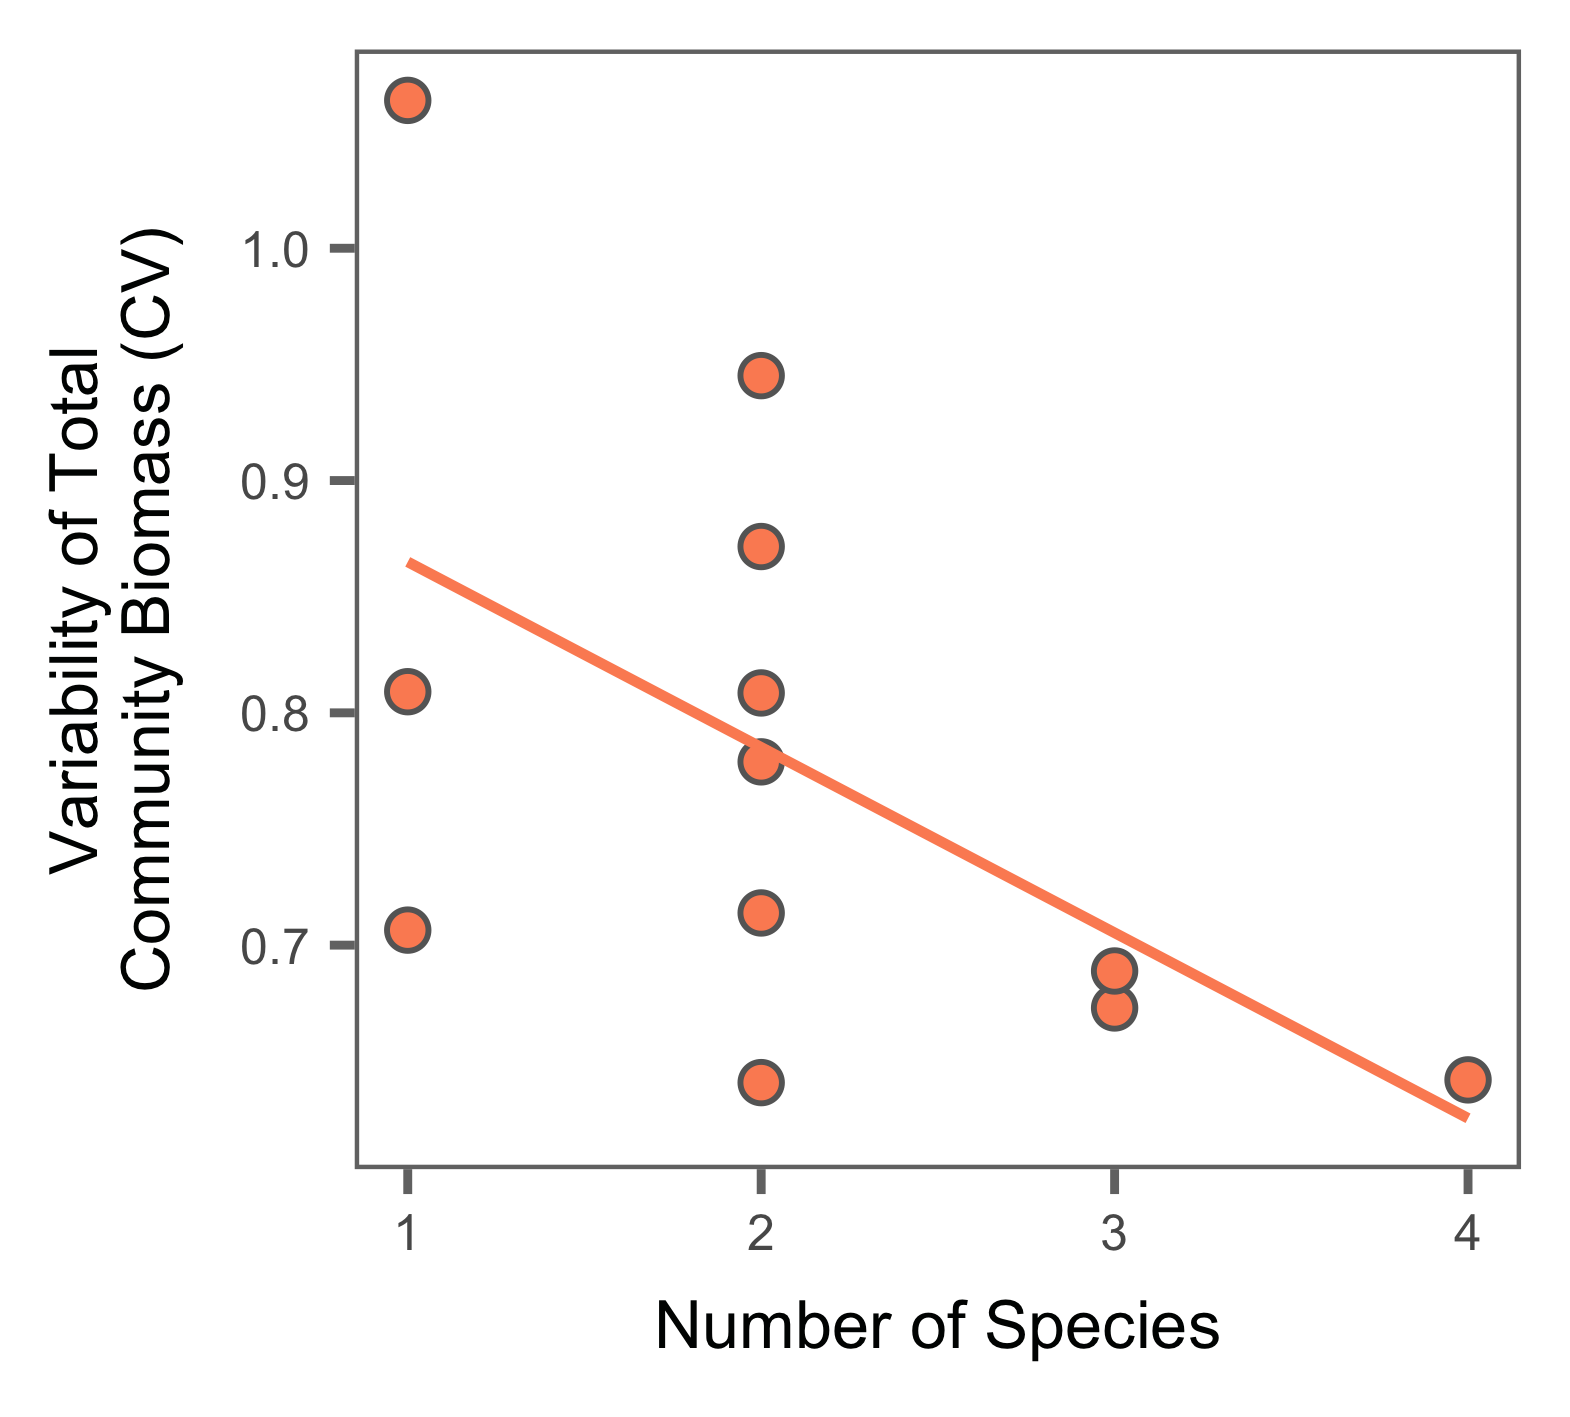 Variability of Total
Community Biomass (CV)
1.0
0.9
0.8
0.7
1 2 3 4
Number of Species